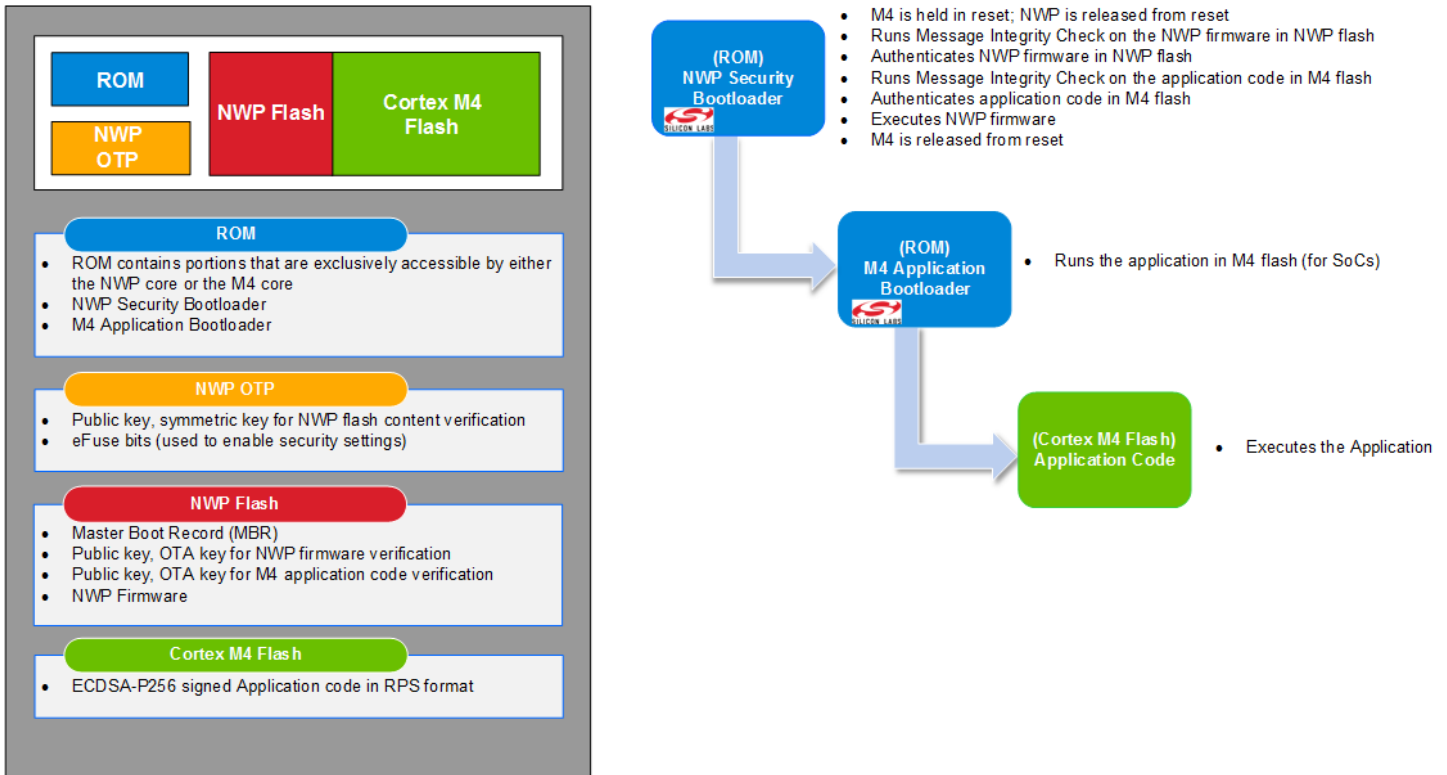 ROM
NWP
OTP
NWP Flash
Cortex M4
Flash
ROM
• ROM contains portions that are exclusively accessible by either
the NWP core or the M4 core
• NWP Security Bootloader
• M4 Application Bootloader
NWP OTP
• Public key, symmetric key for NWP flash content verification
• eFuse bits (used to enable security settings)
NWP Flash
• Master Boot Record (MBR)
• Public key, OTA key for NWP firmware verification
• Public key, OTA key for M4 application code verification
• NWP Firmware
Cortex M4 Flash
• ECDSA-P256 signed Application code in RPS format
(ROM)
NWP Security
Bootloader
SILICON LABS
• M4 is held in reset; NWP is released from reset
• Runs Message Integrity Check on the NWP firmware in NWP flash
• Authenticates NWP firmware in NWP flash
• Runs Message Integrity Check on the application code in M4 flash
• Authenticates application code in M4 flash
• Executes NWP firmware
• M4 is released from reset
(ROM)
M4 Application
Bootloader
SILICON LABS
• Runs the application in M4 flash (for SoCs)
(Cortex M4 Flash)
Application Code
• Executes the Application